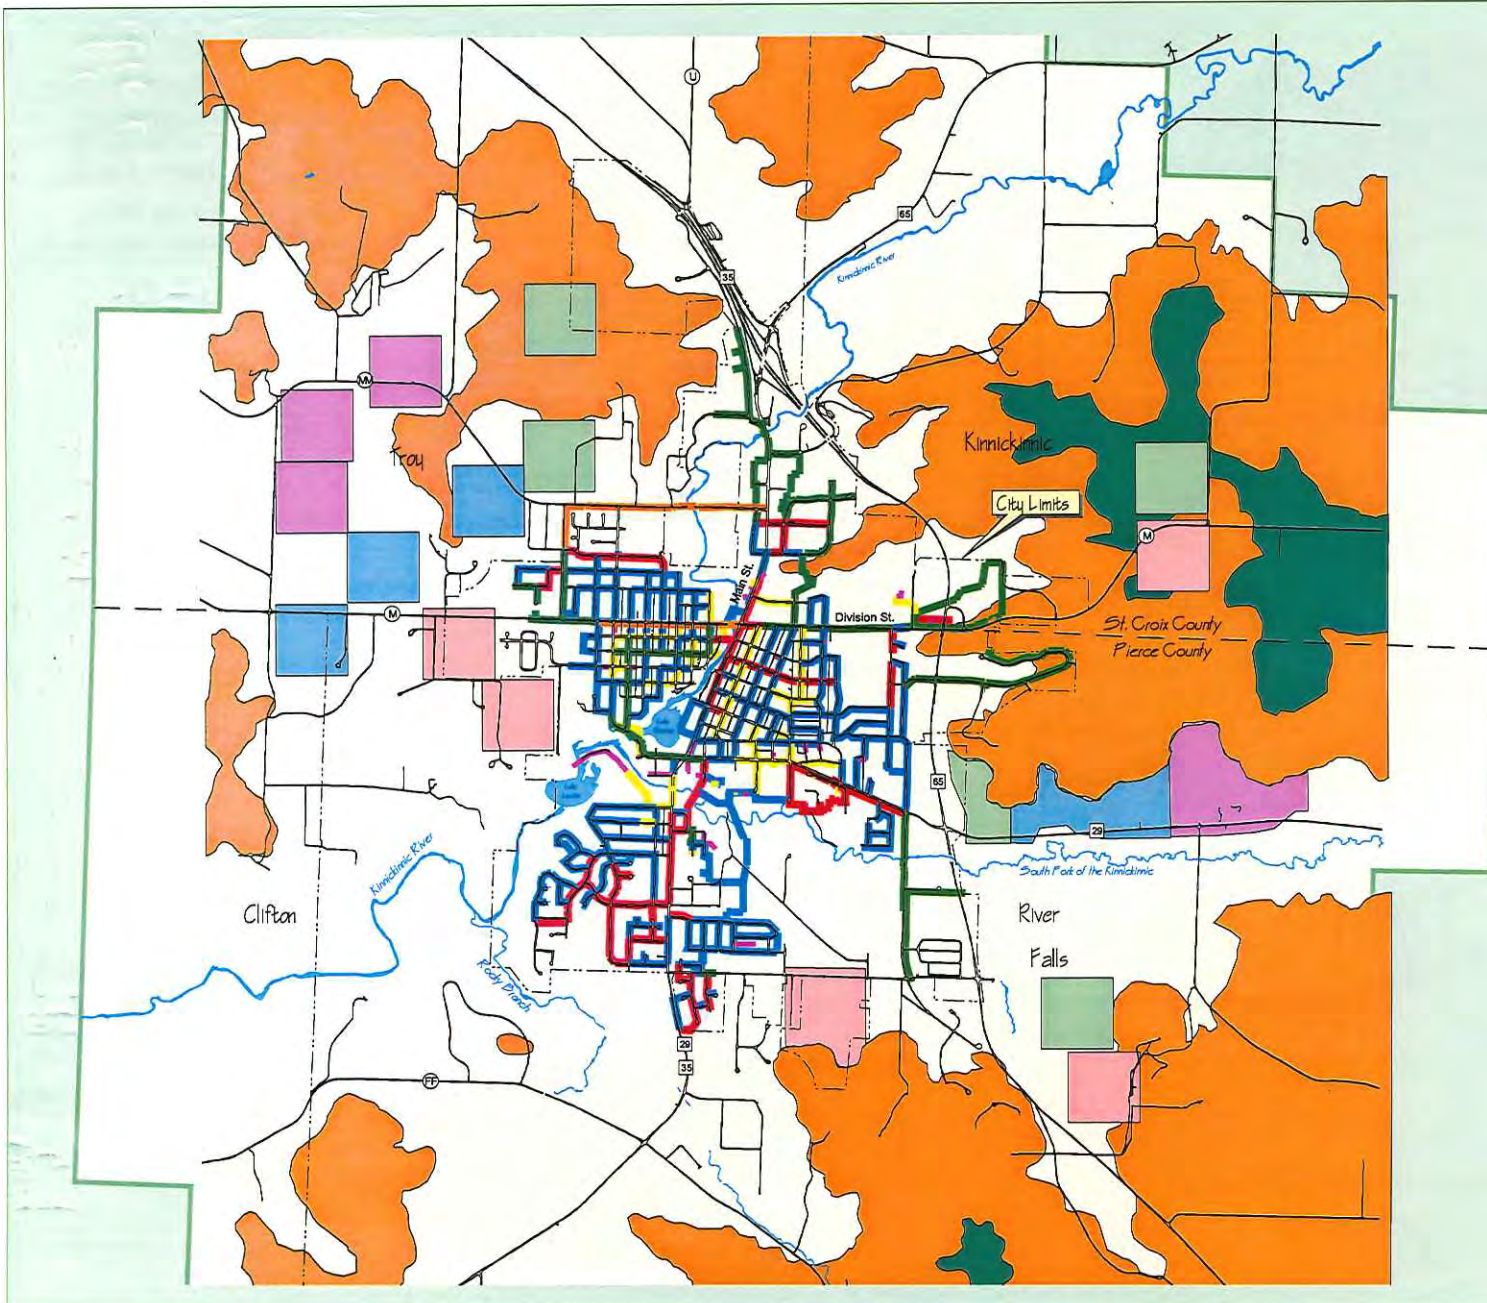 U
65
Kinnickinnic River
35
MM
Troy
Kinnickinnic
City Limits
M
Main St.
M
Division St.
St. Croix County
Pierce County
65
29
South Fork of the Kinnickinnic
Kinnickinnic River
Clifton
River
Falls
Rocky Branch
29
35
FF